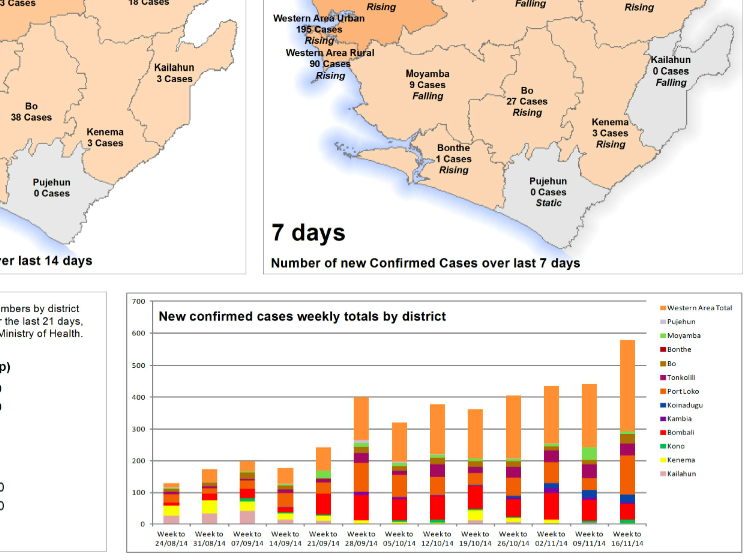 3 Cases
18 Cases
Kailahun
3 Cases
Bo
38 Cases
Kenema
3 Cases
Pujehun
0 Cases
er last 14 days
Rising
Falling
Rising
Western Area Urban
195 Cases
Rising
Western Area Rural
90 Cases
Rising
Moyamba
9 Cases
Falling
Bo
27 Cases
Rising
Kailahun
0 Cases
Falling
Kenema
3 Cases
Rising
Bonthe
1 Cases
Rising
Pujehun
0 Cases
Static
7 days
Number of new Confirmed Cases over last 7 days
mbers by district
r the last 21 days,
Ministry of Health.
p)
0
0
New confirmed cases weekly totals by district
700
600
500
400
300
200
100
0
Week to 24/08/14
Week to 31/08/14
Week to 07/09/14
Week to 14/09/14
Week to 21/09/14
Week to 28/09/14
Week to 05/10/14
Week to 12/10/14
Week to 19/10/14
Week to 26/10/14
Week to 02/11/14
Week to 09/11/14
Week to 16/11/14
Western Area Total
Pujehun
Moyamba
Bonthe
Bo
Tonkolili
Port Loko
Koinadugu
Kambia
Bombali
Kono
Kenema
Kailahun